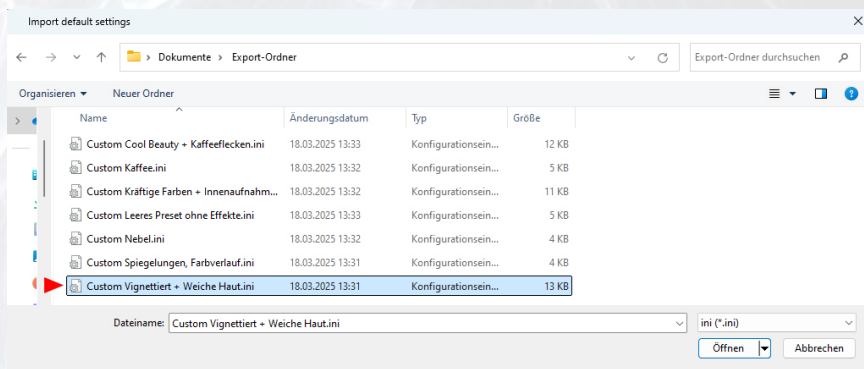 Import default settings
Dokumente > Export-Ordner
Export-Ordner durchsuchen
Organisieren Neuer Ordner
Name Änderungsdatum Typ Größe
Custom Cool Beauty + Kaffeeflecken.ini 18.03.2025 13:33 Konfigurationsein... 12 KB
Custom Kaffee.ini 18.03.2025 13:32 Konfigurationsein... 5 KB
Custom Kräftige Farben + Innenaufnahm... 18.03.2025 13:32 Konfigurationsein... 11 KB
Custom Leeres Preset ohne Effekte.ini 18.03.2025 13:33 Konfigurationsein... 5 KB
Custom Nebel.ini 18.03.2025 13:32 Konfigurationsein... 4 KB
Custom Spiegelungen, Farbverlauf.ini 18.03.2025 13:31 Konfigurationsein... 4 KB
Custom Vignettiert + Weiche Haut.ini 18.03.2025 13:31 Konfigurationsein... 13 KB
Dateiname: Custom Vignettiert + Weiche Haut.ini ini (*.ini)
Öffnen Abbrechen